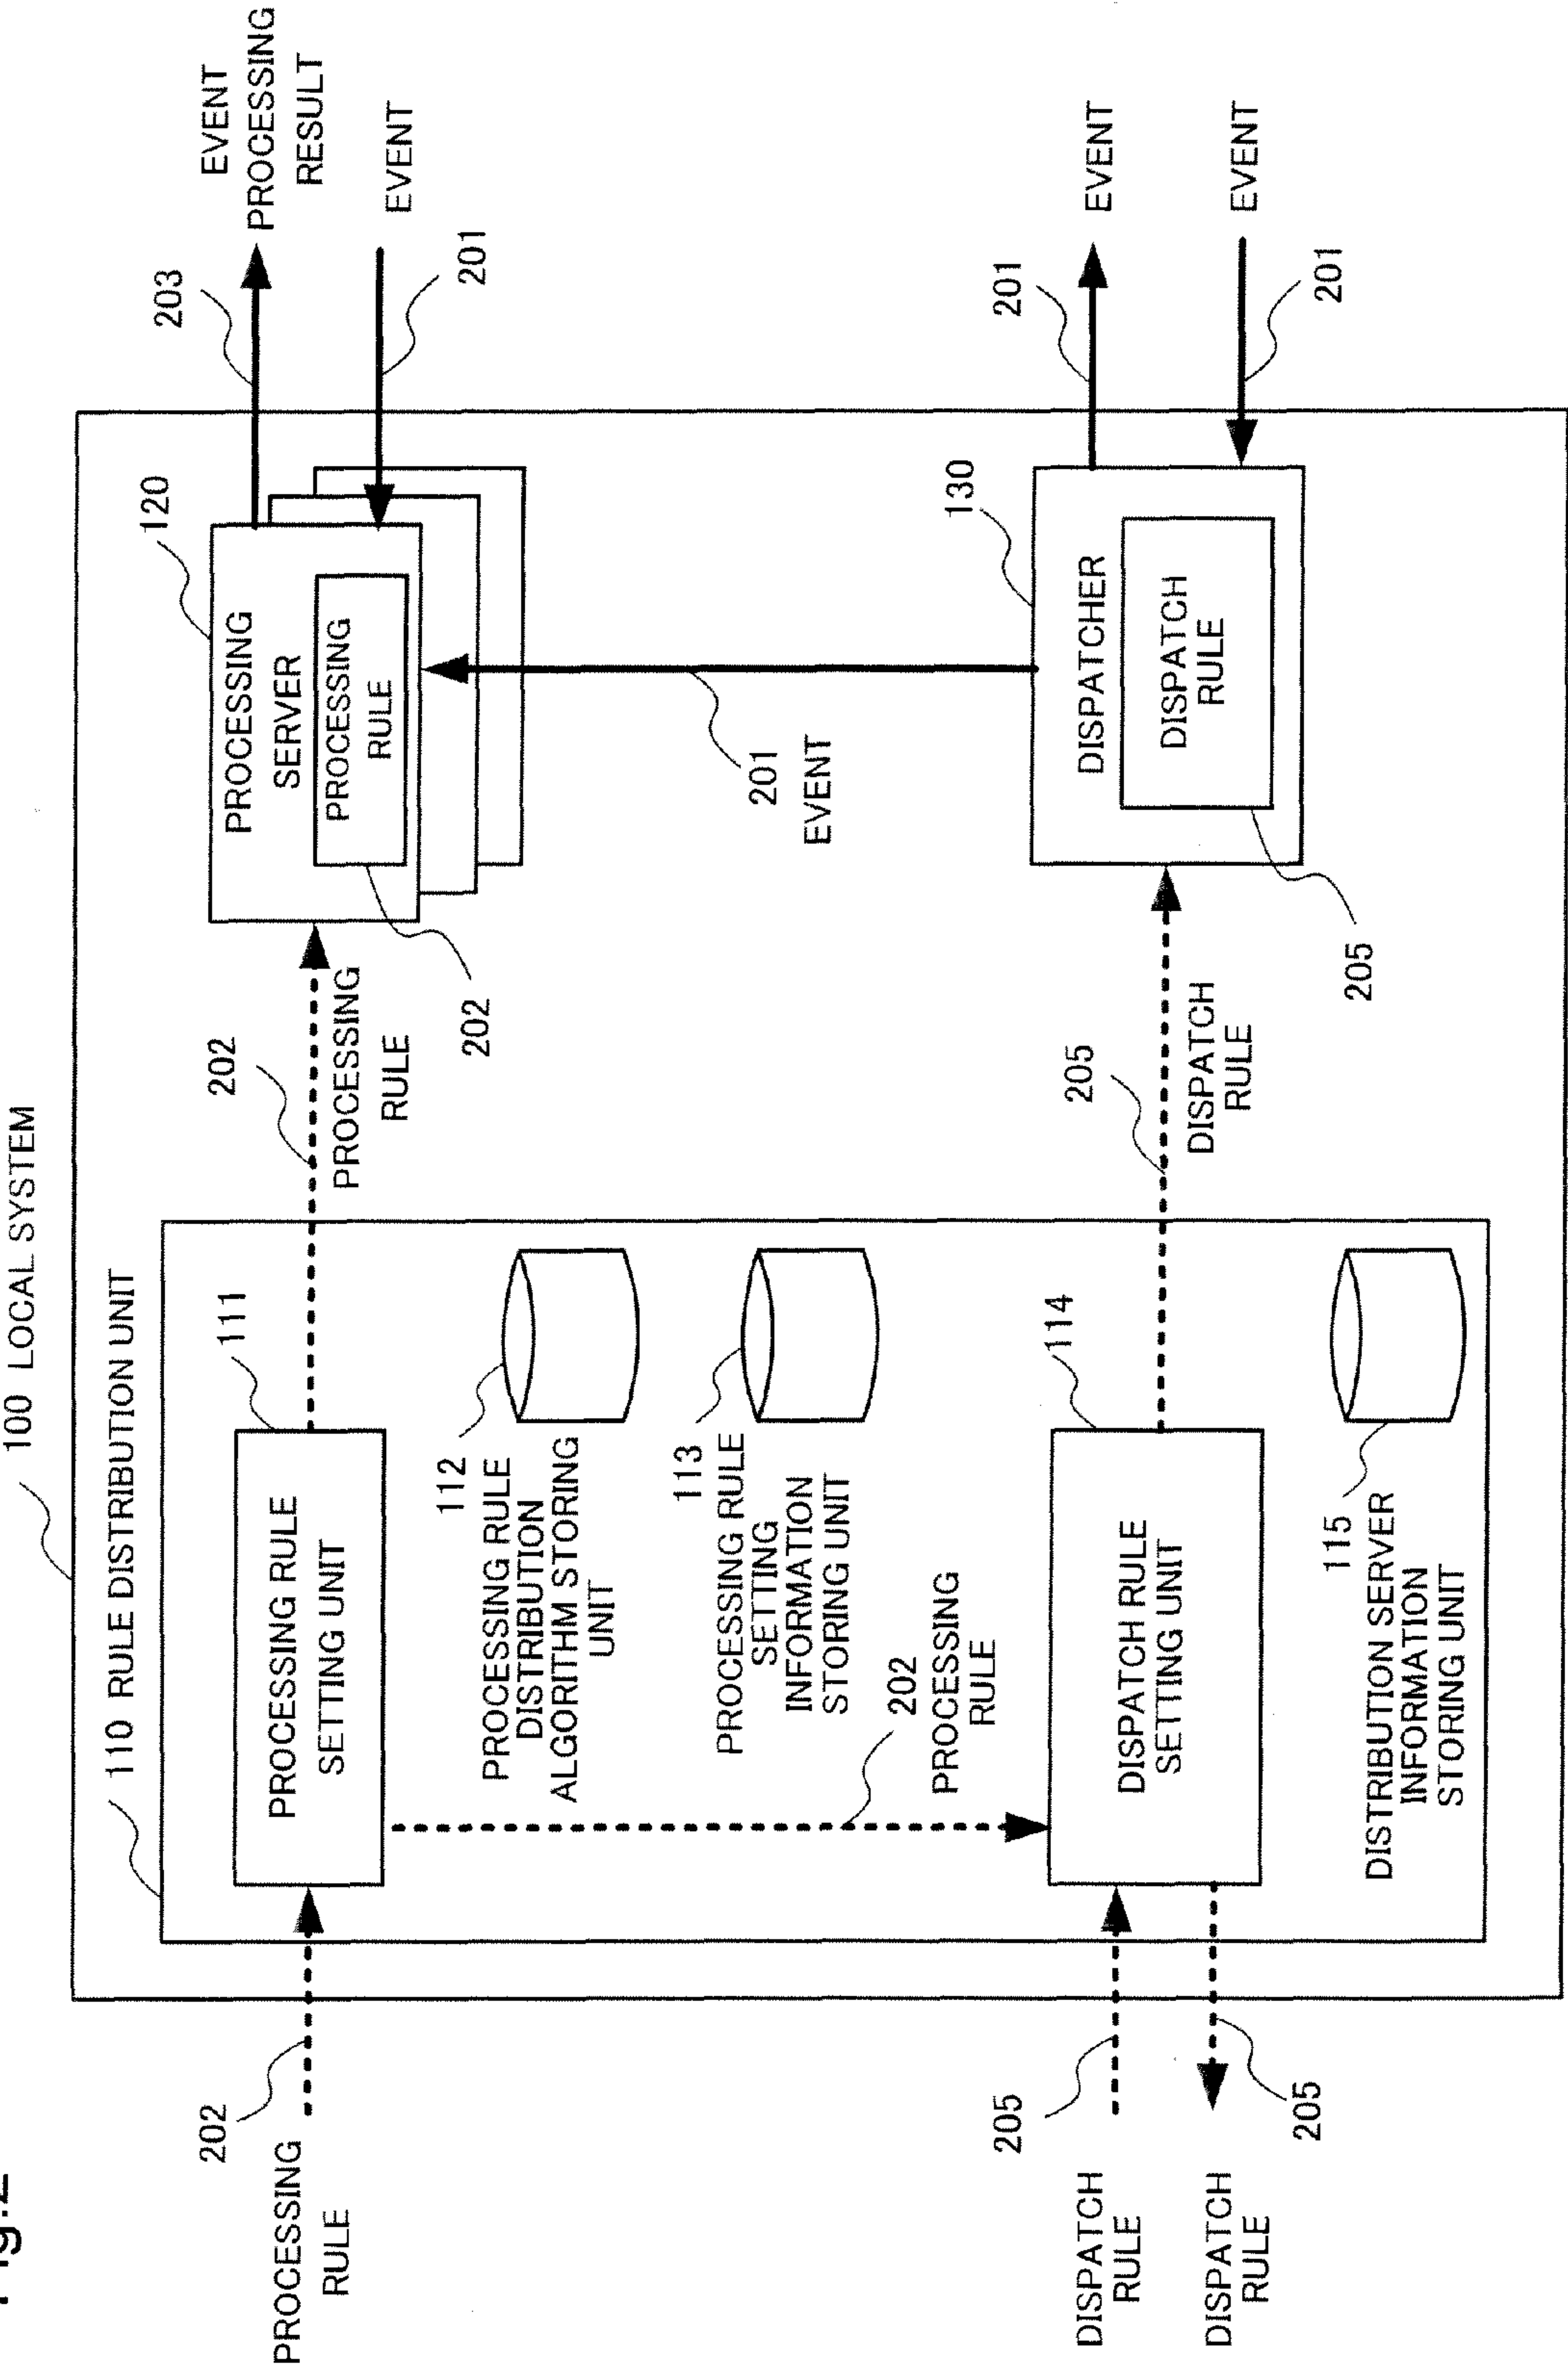 Fig.2
100 LOCAL SYSTEM
110 RULE DISTRIBUTION UNIT
PROCESSING
RULE
202
111
PROCESSING RULE
SETTING UNIT
202
PROCESSING
RULE
120
PROCESSING
SERVER
PROCESSING
RULE
202
203
EVENT
PROCESSING
RESULT
201
EVENT
112
PROCESSING RULE
DISTRIBUTION
ALGORITHM STORING
UNIT
113
PROCESSING RULE
SETTING
INFORMATION
STORING UNIT
202
PROCESSING
RULE
201
EVENT
DISPATCH
RULE
205
DISPATCH
RULE
205
114
DISPATCH RULE
SETTING UNIT
205
DISPATCH
RULE
130
DISPATCHER
DISPATCH
RULE
205
201
EVENT
201
EVENT
115
DISTRIBUTION SERVER
INFORMATION
STORING UNIT